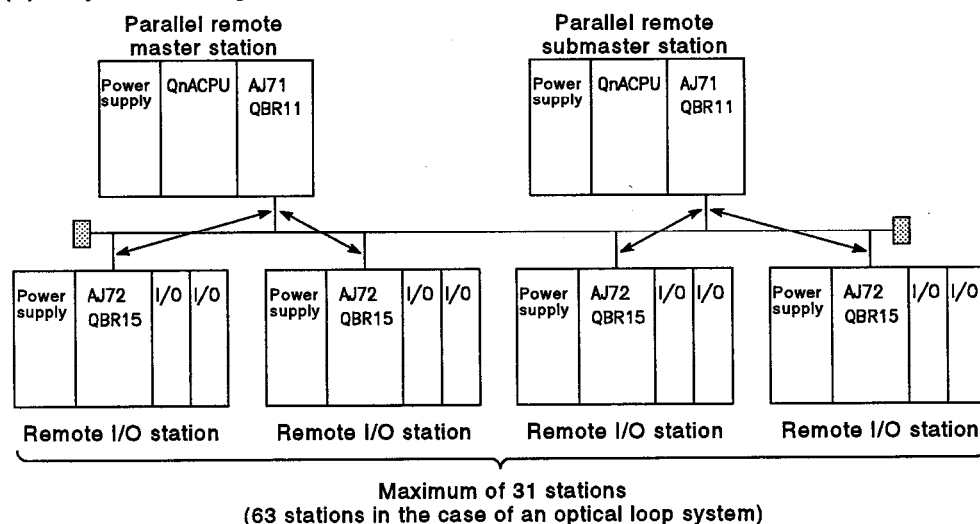 Parallel remote
master station
Parallel remote
submaster station
Power
supply
QnACPU
AJ71
QBR11
Power
supply
QnACPU
AJ71
QBR11
Power
supply
AJ72
QBR15
I/O
I/O
Power
supply
AJ72
QBR15
I/O
I/O
Power
supply
AJ72
QBR15
I/O
I/O
Power
supply
AJ72
QBR15
I/O
I/O
Remote I/O station
Remote I/O station
Remote I/O station
Remote I/O station
Maximum of 31 stations
(63 stations in the case of an optical loop system)